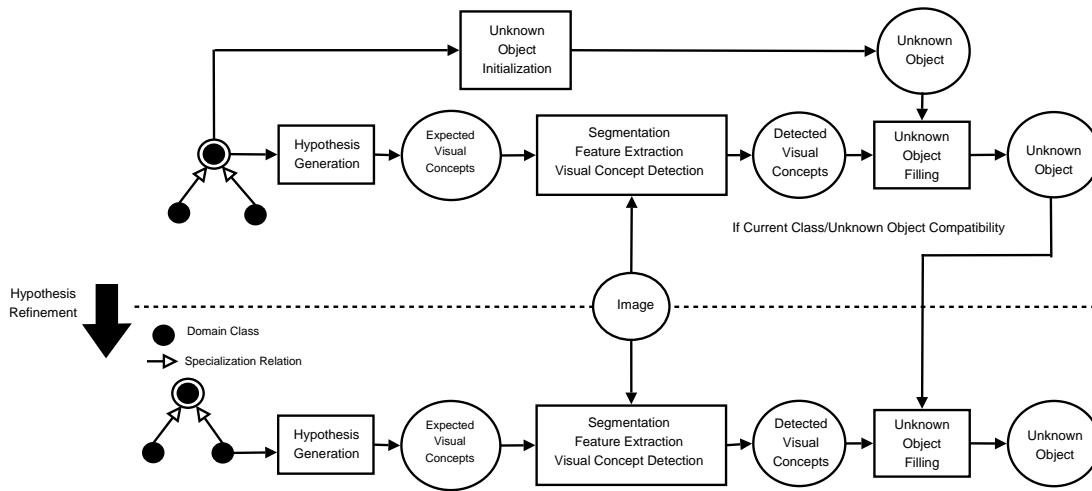 Unknown
Object
Initialization
Unknown
Object
Hypothesis
Generation
Expected
Visual
Concepts
Segmentation
Feature Extraction
Visual Concept Detection
Detected
Visual
Concepts
Unknown
Object
Filling
Unknown
Object
If Current Class/Unknown Object Compatibility
Hypothesis
Refinement
Image
Domain Class
Specialization Relation
Hypothesis
Generation
Expected
Visual
Concepts
Segmentation
Feature Extraction
Visual Concept Detection
Detected
Visual
Concepts
Unknown
Object
Filling
Unknown
Object